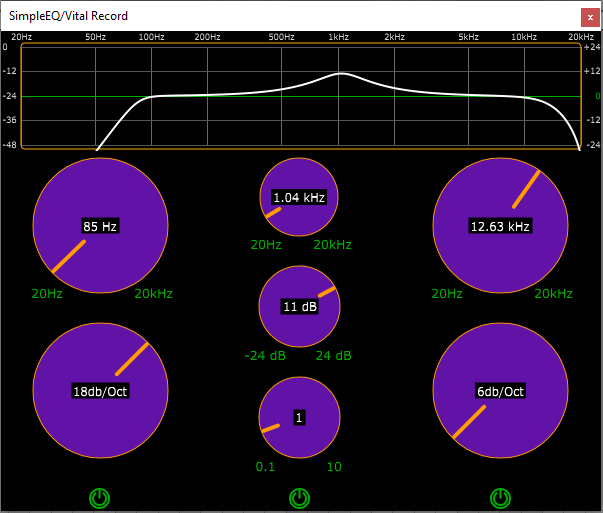 SimpleEQ/Vital Record x
20Hz 50Hz 100Hz 200Hz 500Hz 1kHz 2kHz 5kHz 10kHz 20kHz
0 +24
-12 +12
-24 0
-36 -12
-48 -24
85 Hz 1.04 kHz 12.63 kHz
20Hz 20kHz
20Hz 20kHz 20Hz 20kHz
11 dB
-24 dB 24 dB
18db/Oct 6db/Oct
1
0.1 10